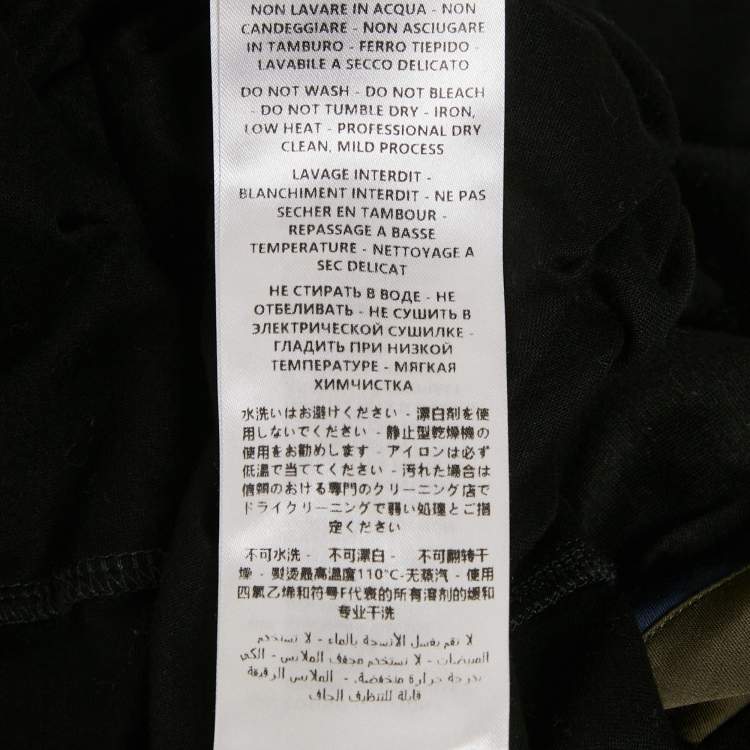 NON LAVARE IN ACQUA - NON
CANDEGGIARE - NON ASCIUGARE
IN TAMBURO - FERRO TIEPIDO -
LAVABILE A SECCO DELICATO
DO NOT WASH - DO NOT BLEACH
- DO NOT TUMBLE DRY - IRON,
LOW HEAT - PROFESSIONAL DRY
CLEAN, MILD PROCESS
LAVAGE INTERDIT -
BLANCHIMENT INTERDIT - NE PAS
SECHER EN TAMBOUR -
REPASSAGE A BASSE
TEMPERATURE - NETTOYAGE A
SEC DELICAT
НЕ СТИРАТЬ В ВОДЕ - НЕ
ОТБЕЛИВАТЬ - НЕ СУШИТЬ В
ЭЛЕКТРИЧЕСКОЙ СУШИЛКЕ -
ГЛАДИТЬ ПРИ НИЗКОЙ
ТЕМПЕРАТУРЕ - МЯГКАЯ
ХИМЧИСТКА
水洗いはお避けください - 漂白剤を使
用しないでください - 静止型乾燥機の
使用をお勧めします - アイロンは必ず
低温で当ててください - 汚れた場合は
信頼のおける専門のクリーニング店で
ドライクリーニングで弱い処理とご指
定ください
不可水洗 - 不可漂白 - 不可翻转干
燥 - 熨烫最高温度110°C-无蒸汽 - 使用
四氯乙烯和符号F代表的所有溶剂的缓和
专业干洗
لا تقم بغسل الأنسجة بالماء - لا تستخدم
المبيضات - لا تستخدم مجفف الملابس - الكي
بدرجة حرارة منخفضة. - الملابس الرقيقة
قابلة للتنظيف الجاف